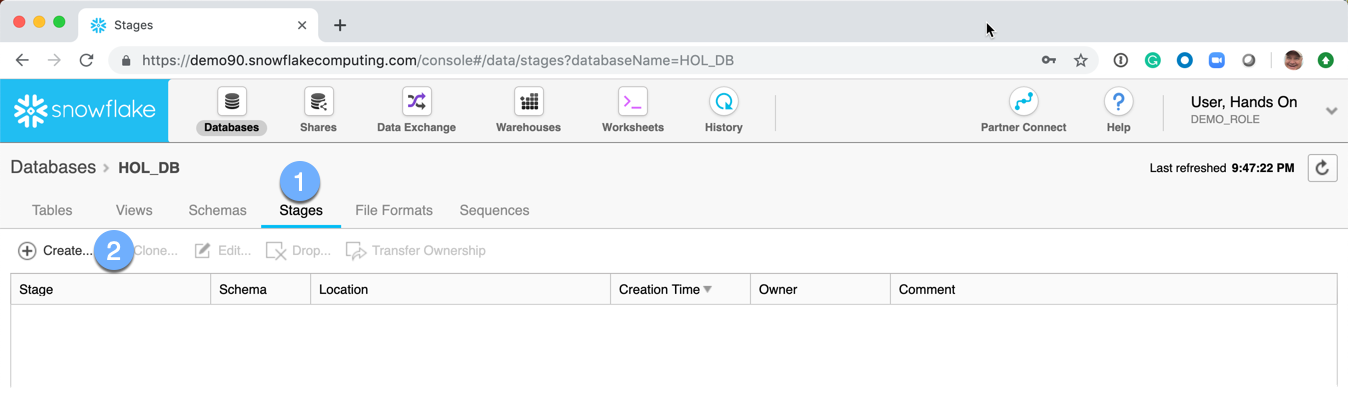 Stages
https://demo90.snowflakecomputing.com/console#/data/stages?databaseName=HOL_DB
snowflake
Databases
Shares
Data Exchange
Warehouses
Worksheets
History
Partner Connect
Help
User, Hands On
DEMO_ROLE
Databases > HOL_DB
Last refreshed 9:47:22 PM
1
Tables Views Schemas Stages File Formats Sequences
Create... 2 Clone... Edit... Drop... Transfer Ownership
Stage Schema Location Creation Time Owner Comment